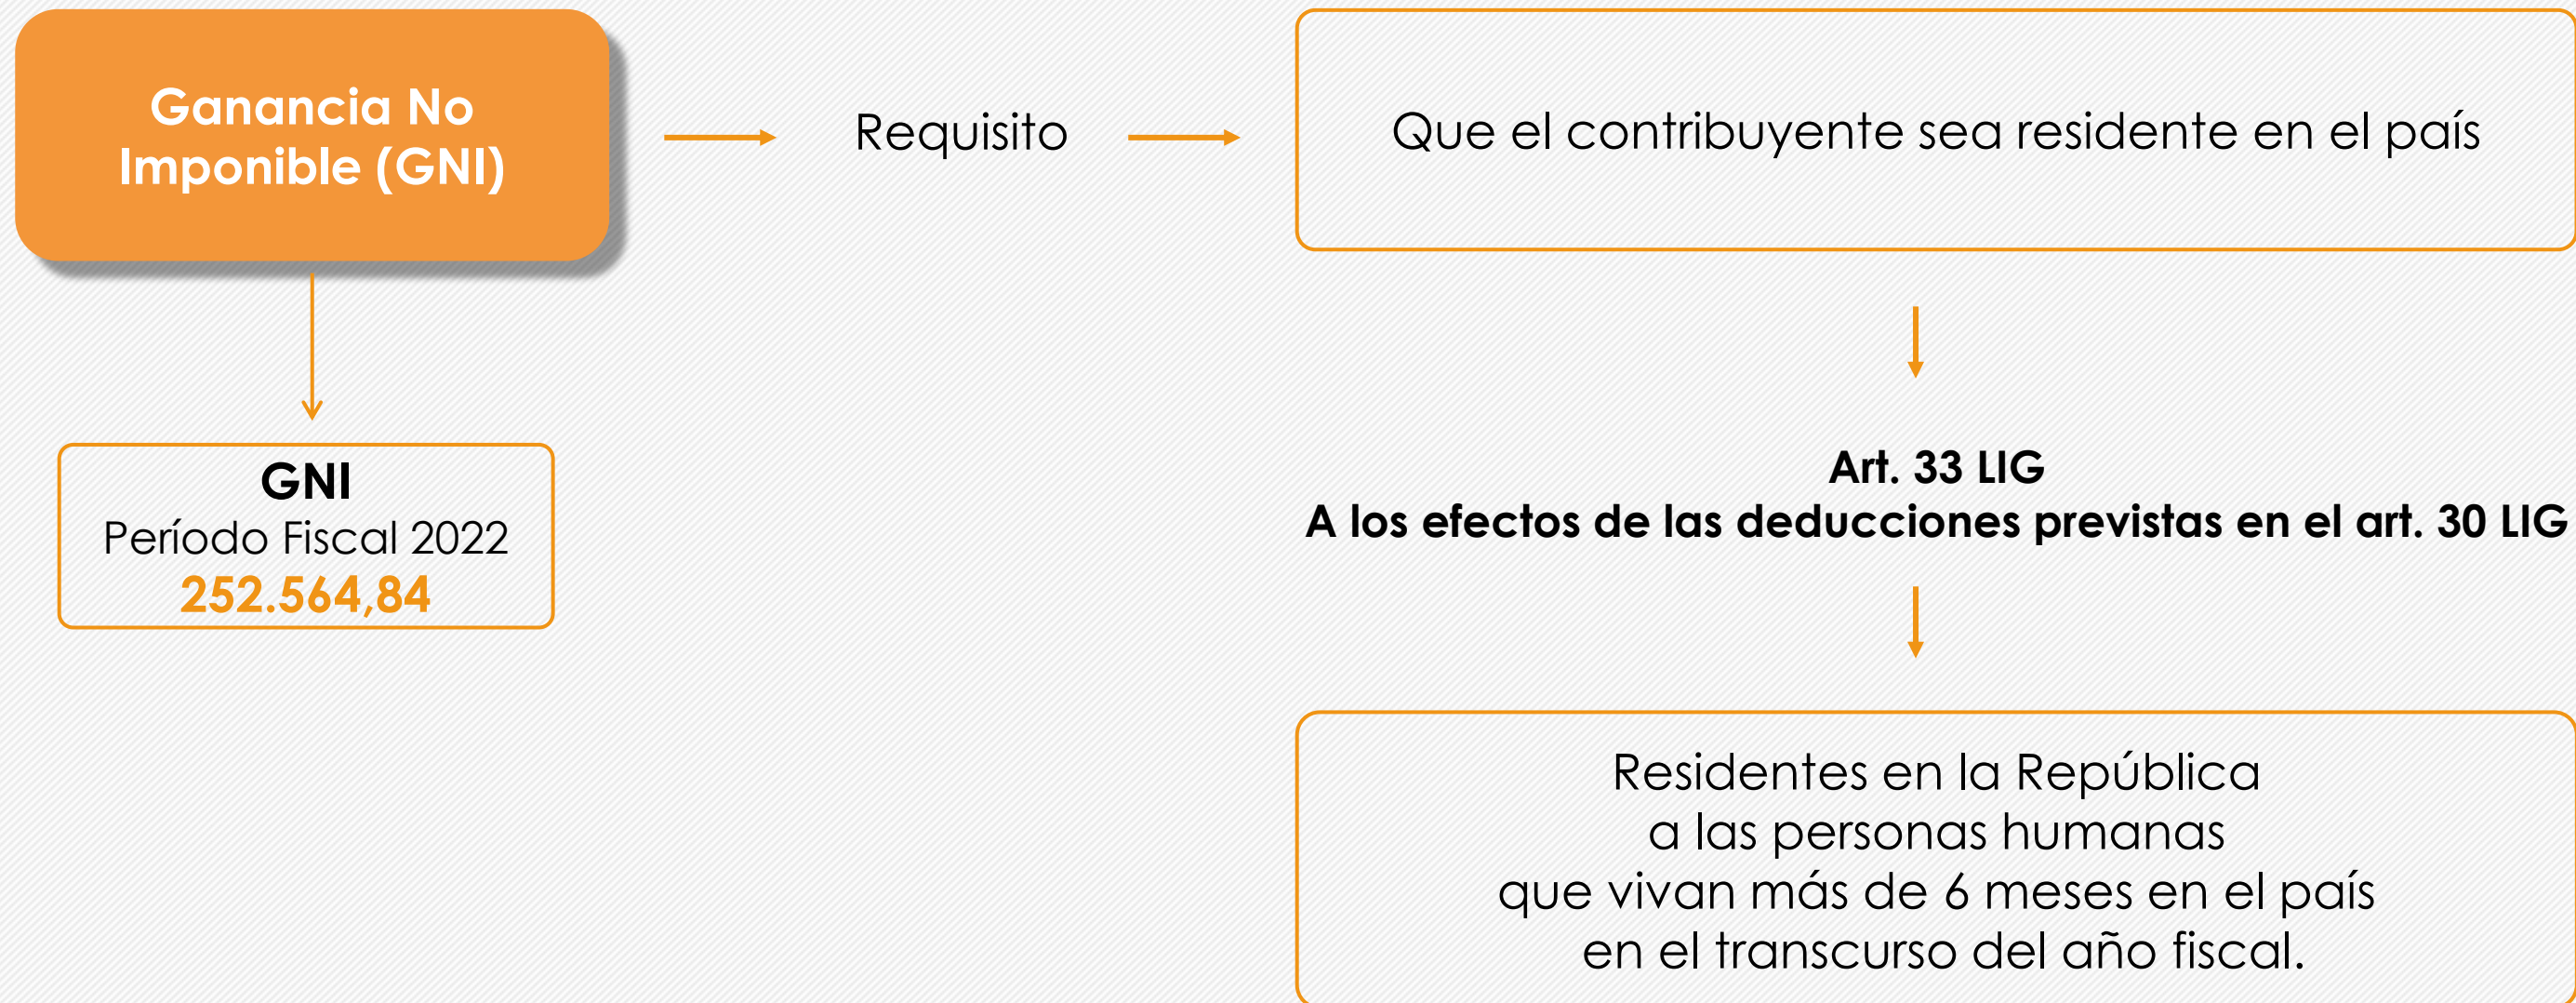 Ganancia No
Imponible (GNI)
Requisito
Que el contribuyente sea residente en el país
GNI
Período Fiscal 2022
252.564,84
Art. 33 LIG
A los efectos de las deducciones previstas en el art. 30 LIG
Residentes en la República
a las personas humanas
que vivan más de 6 meses en el país
en el transcurso del año fiscal.